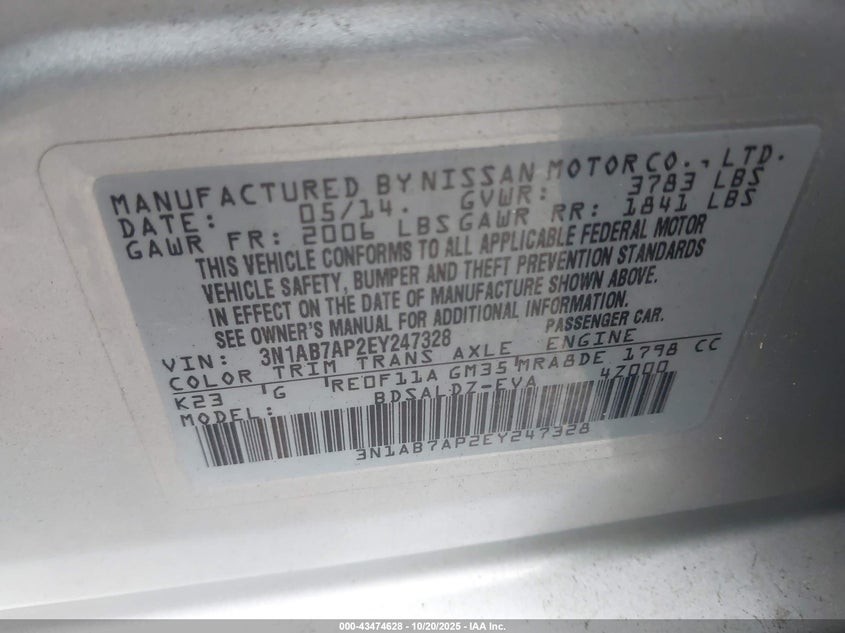 MANUFACTURED BY NISSAN MOTOR CO., LTD.
DATE: 05/14. GVWR: 3783 LBS
GAWR FR: 2006 LBS GAWR RR: 1841 LBS
THIS VEHICLE CONFORMS TO ALL APPLICABLE FEDERAL MOTOR
VEHICLE SAFETY, BUMPER AND THEFT PREVENTION STANDARDS
IN EFFECT ON THE DATE OF MANUFACTURE SHOWN ABOVE.
SEE OWNER'S MANUAL FOR ADDITIONAL INFORMATION.
VIN: 3N1AB7AP2EY247328 PASSENGER CAR.
COLOR TRIM TRANS AXLE ENGINE
K23 G RE0F11A GM35 MRA8DE 1798 CC
MODEL: BDSALDZ-EVA 4Z000
3N1AB7AP2EY247328
000-43474628 - 10/20/2025 - IAA Inc.